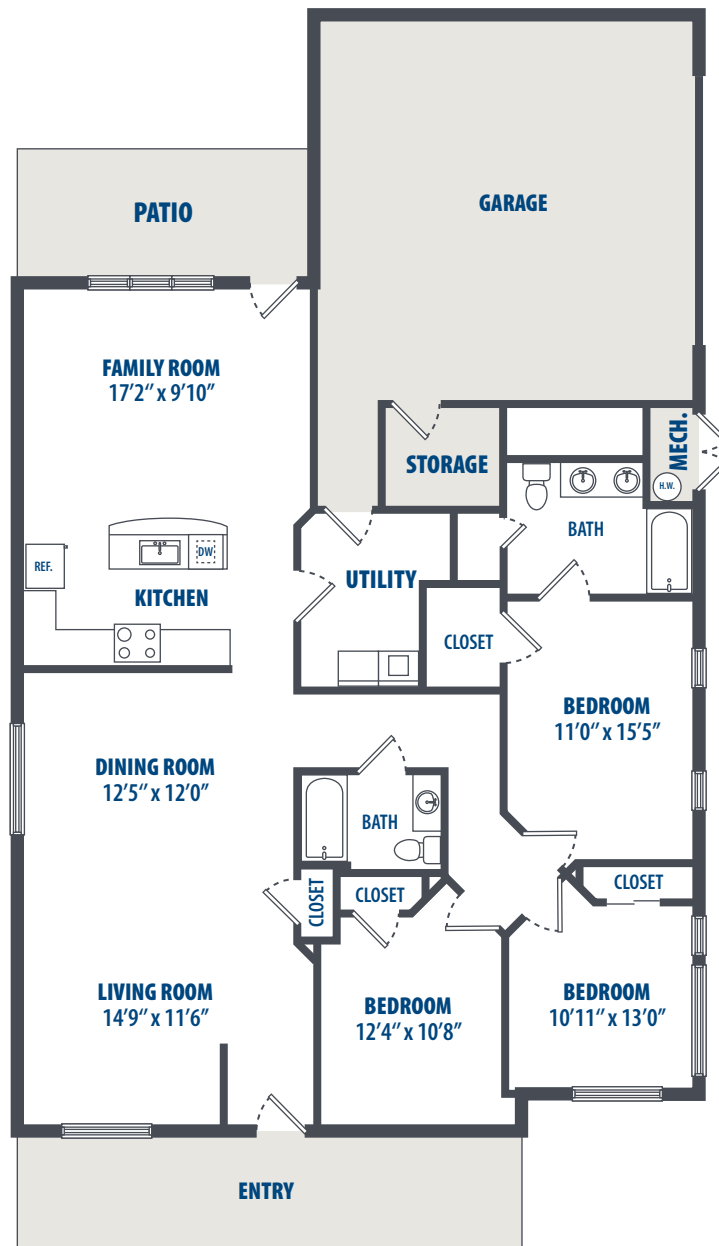 GARAGE
PATIO
FAMILY ROOM
17'2" x 9'10"
MECH.
STORAGE
H.W.
BATH
DW
REF.
UTILITY
KITCHEN
CLOSET
BEDROOM
11'0" x 15'5"
DINING ROOM
12'5" x 12'0"
BATH
CLOSET
CLOSET
CLOSET
LIVING ROOM
14'9" x 11'6"
BEDROOM
12'4" x 10'8"
BEDROOM
10'11" x 13'0"
ENTRY